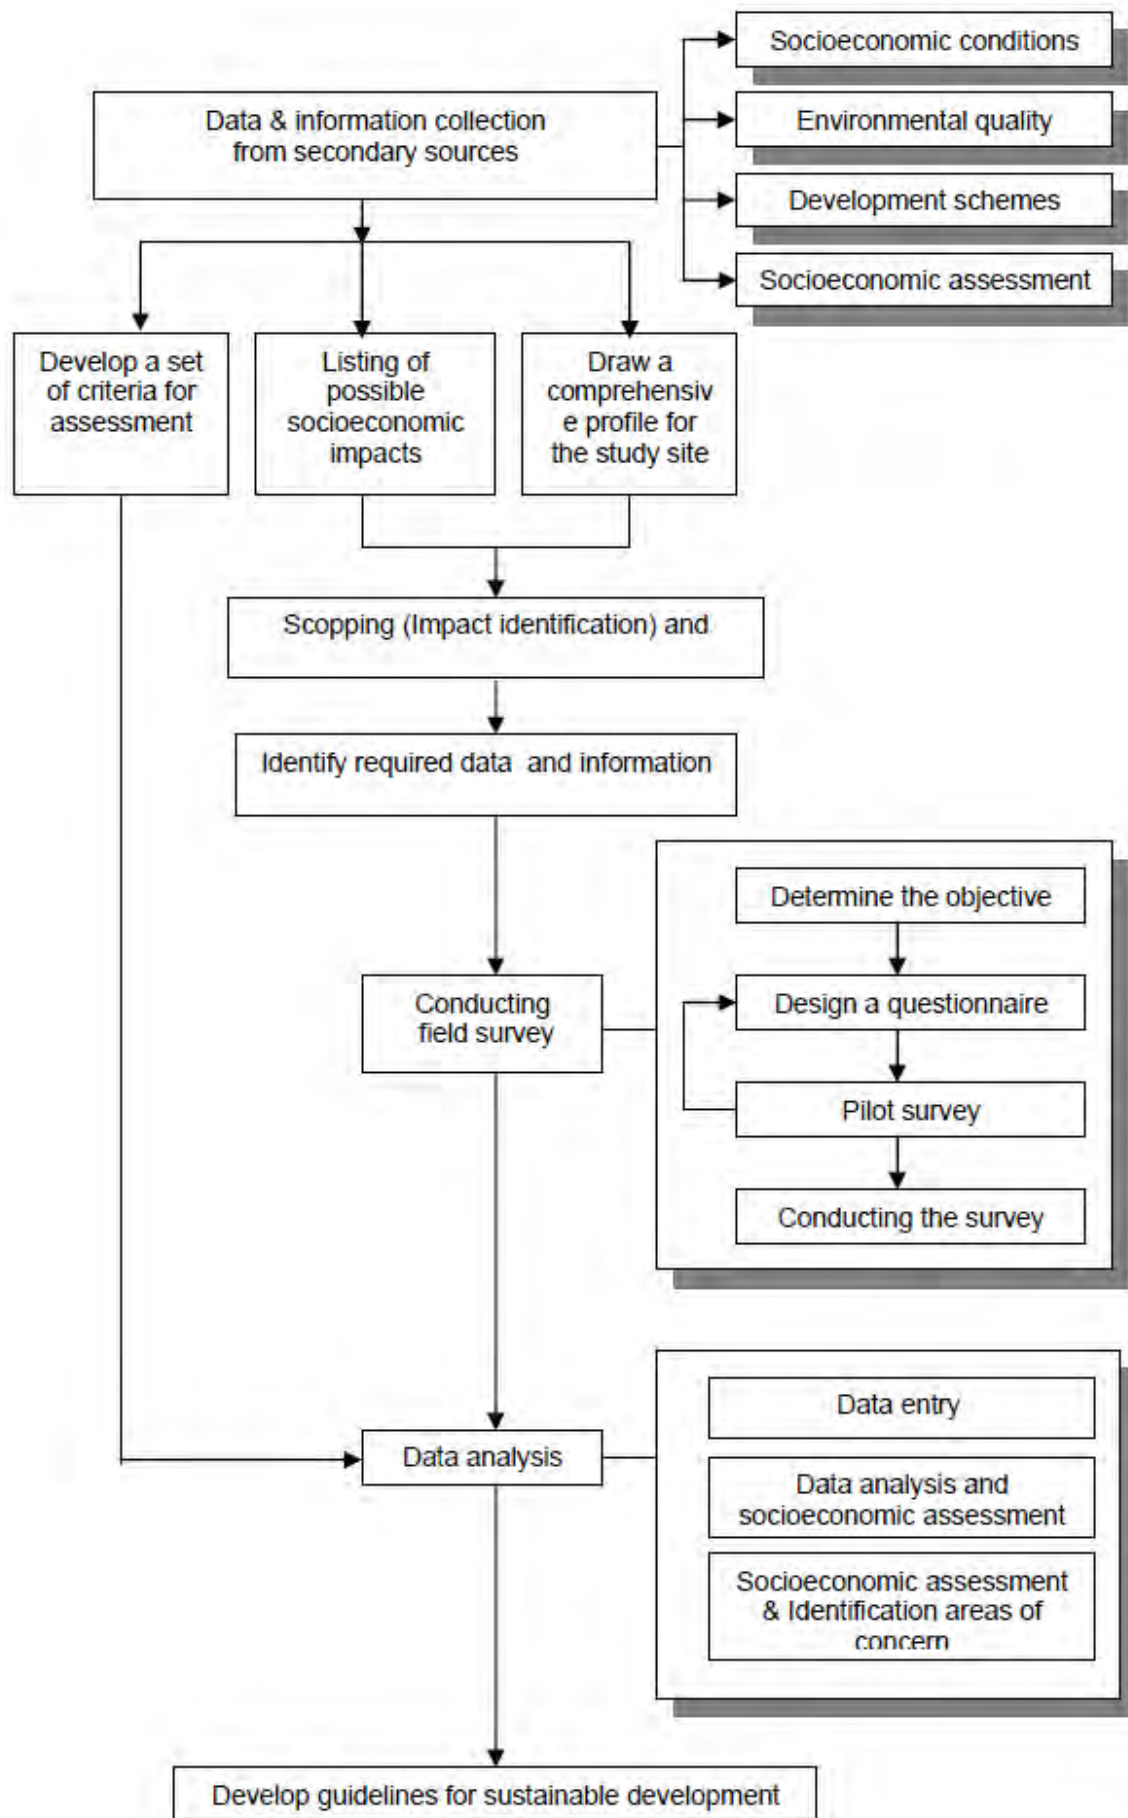 Socioeconomic conditions
Data & information collection
from secondary sources
Environmental quality
Development schemes
Socioeconomic assessment
Develop a set
of criteria for
assessment
Listing of
possible
socioeconomic
impacts
Draw a
comprehensiv
e profile for
the study site
Scopping (Impact identification) and
Identify required data and information
Conducting
field survey
Determine the objective
Design a questionnaire
Pilot survey
Conducting the survey
Data analysis
Data entry
Data analysis and
socioeconomic assessment
Socioeconomic assessment
& Identification areas of
concern
Develop guidelines for sustainable development